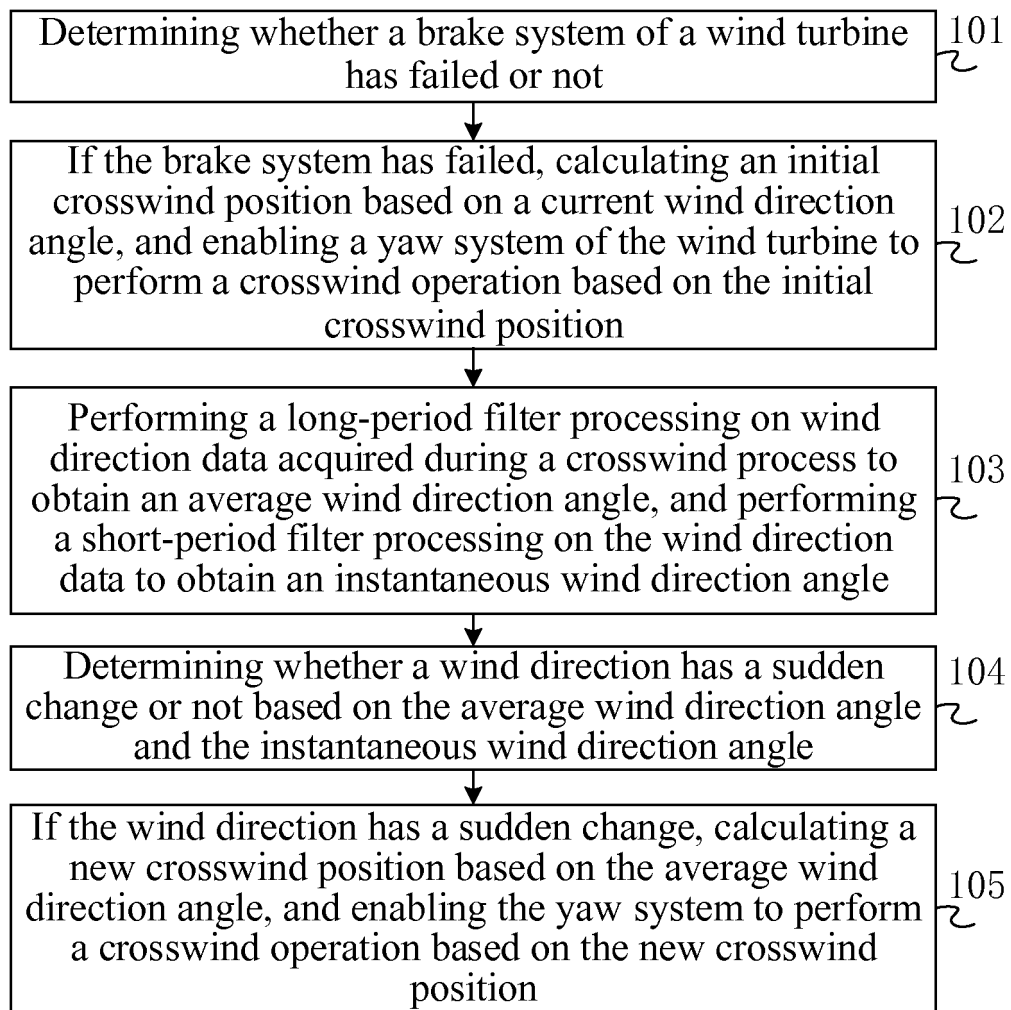 Determining whether a brake system of a wind turbine
has failed or not
101
If the brake system has failed, calculating an initial
crosswind position based on a current wind direction
angle, and enabling a yaw system of the wind turbine to
perform a crosswind operation based on the initial
crosswind position
102
Performing a long-period filter processing on wind
direction data acquired during a crosswind process to
obtain an average wind direction angle, and performing
a short-period filter processing on the wind direction
data to obtain an instantaneous wind direction angle
103
Determining whether a wind direction has a sudden
change or not based on the average wind direction angle
and the instantaneous wind direction angle
104
If the wind direction has a sudden change, calculating a
new crosswind position based on the average wind
direction angle, and enabling the yaw system to perform
a crosswind operation based on the new crosswind
position
105